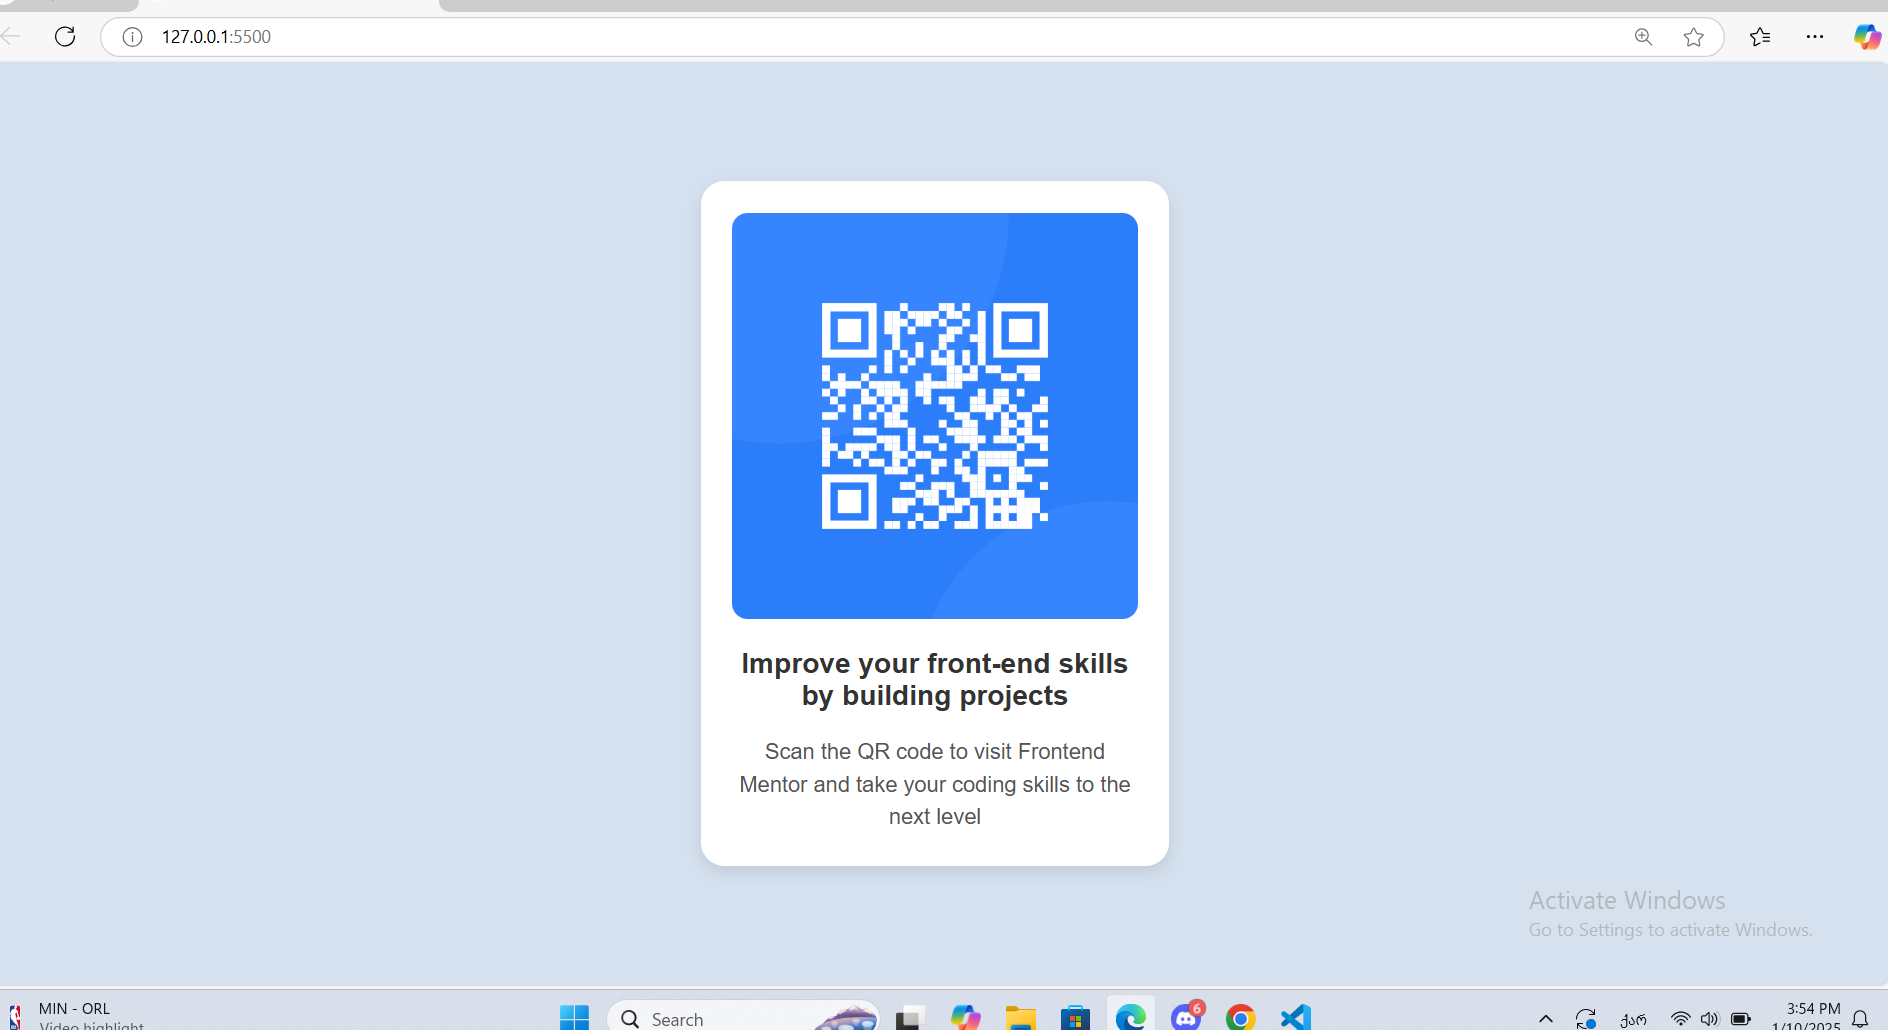 127.0.0.1:5500
Improve your front-end skills
by building projects
Scan the QR code to visit Frontend
Mentor and take your coding skills to the
next level
Activate Windows
Go to Settings to activate Windows.
MIN - ORL
Video highlight
Search
6
ქარ
3:54 PM
1/10/2025